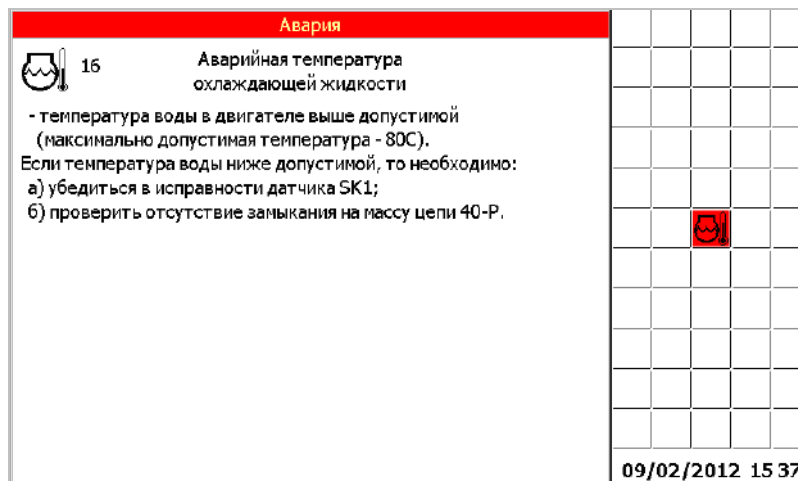 Авария
16 Аварийная температура
охлаждающей жидкости
- температура воды в двигателе выше допустимой
(максимально допустимая температура - 80С).
Если температура воды ниже допустимой, то необходимо:
а) убедиться в исправности датчика SK1;
б) проверить отсутствие замыкания на массу цепи 40-Р.
09/02/2012 15 37